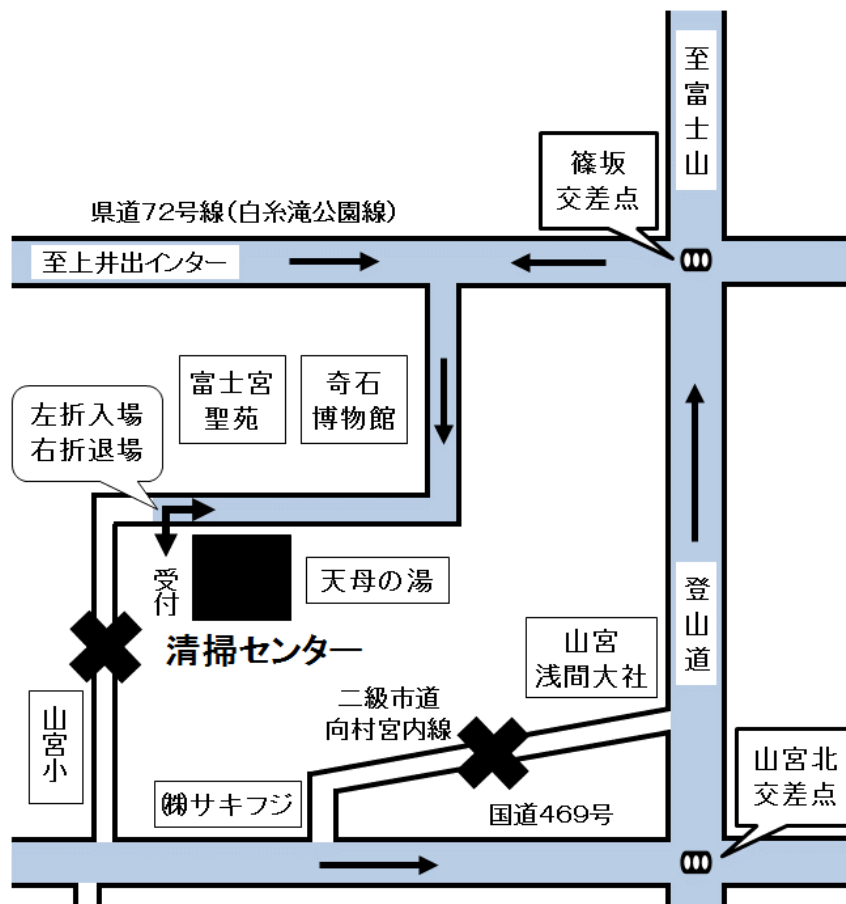 至富士山
篠坂
交差点
県道72号線(白糸滝公園線)
至上井出インター
富士宮
聖苑
奇石
博物館
左折入場
右折退場
受付
天母の湯
登山道
清掃センター
山宮
浅間大社
二級市道
向村宮内線
山宮小
山宮北
交差点
㈱サキフジ
国道469号